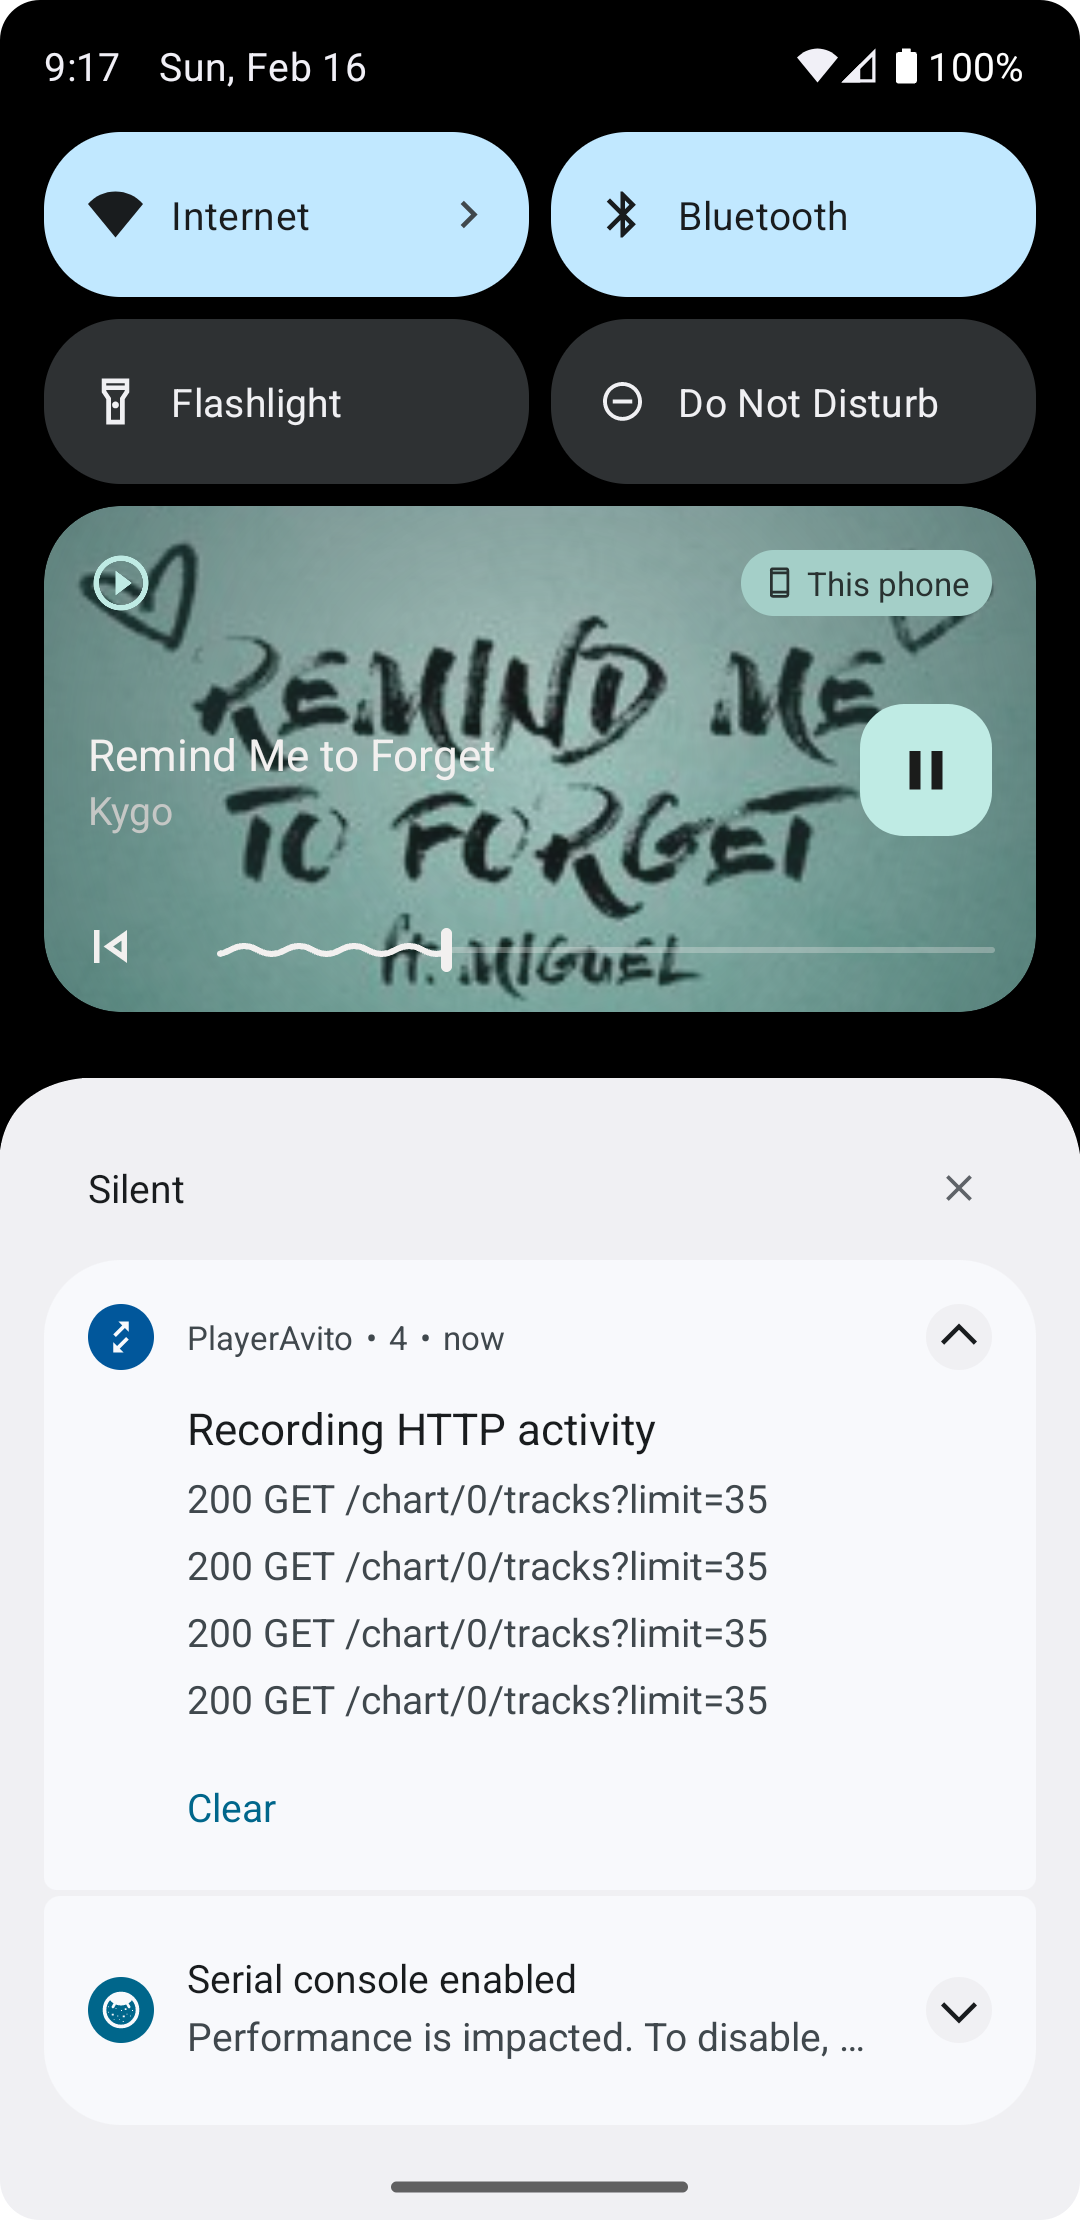 9:17 Sun, Feb 16 100%
Internet
Bluetooth
Flashlight
Do Not Disturb
This phone
REMIND ME
Remind Me to Forget
Kygo
TO FORGET
ft. MIGUEL
Silent
PlayerAvito • 4 • now
Recording HTTP activity
200 GET /chart/0/tracks?limit=35
200 GET /chart/0/tracks?limit=35
200 GET /chart/0/tracks?limit=35
200 GET /chart/0/tracks?limit=35
Clear
Serial console enabled
Performance is impacted. To disable, ...